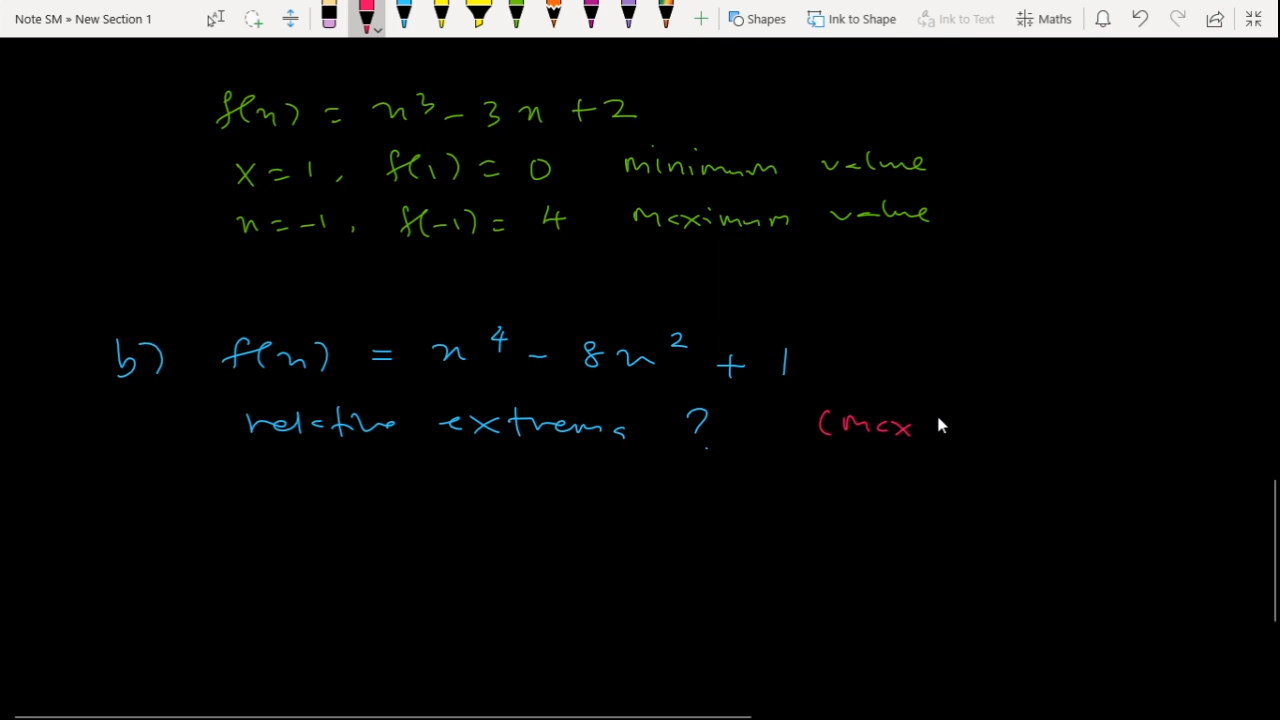 Note SM » New Section 1
Shapes Ink to Shape Ink to Text Maths
f(x) = x³ - 3x + 2
x = 1, f(1) = 0 minimum value
x = -1, f(-1) = 4 maximum value
b) f(x) = x⁴ - 8x² + 1
relative extrema ? (max